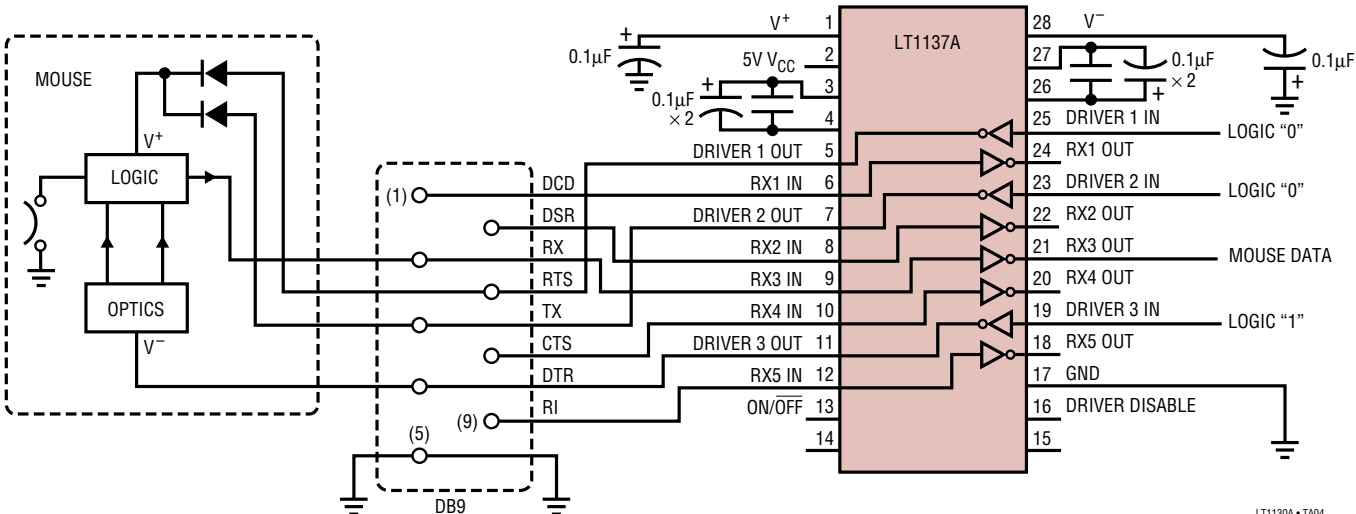 MOUSE
V+
LOGIC
OPTICS
V−
(1)
(9)
(5)
DB9
DCD
DSR
RX
RTS
TX
CTS
DTR
RI
0.1µF
+
V+
5V VCC
0.1µF
× 2
+
DRIVER 1 OUT
RX1 IN
DRIVER 2 OUT
RX2 IN
RX3 IN
RX4 IN
DRIVER 3 OUT
RX5 IN
ON/OFF
1
2
3
4
5
6
7
8
9
10
11
12
13
14
LT1137A
28
27
26
25
24
23
22
21
20
19
18
17
16
15
V−
0.1µF
× 2
+
0.1µF
+
DRIVER 1 IN
RX1 OUT
DRIVER 2 IN
RX2 OUT
RX3 OUT
RX4 OUT
DRIVER 3 IN
RX5 OUT
GND
DRIVER DISABLE
LOGIC “0”
LOGIC “0”
MOUSE DATA
LOGIC “1”
LT1130A • TA04